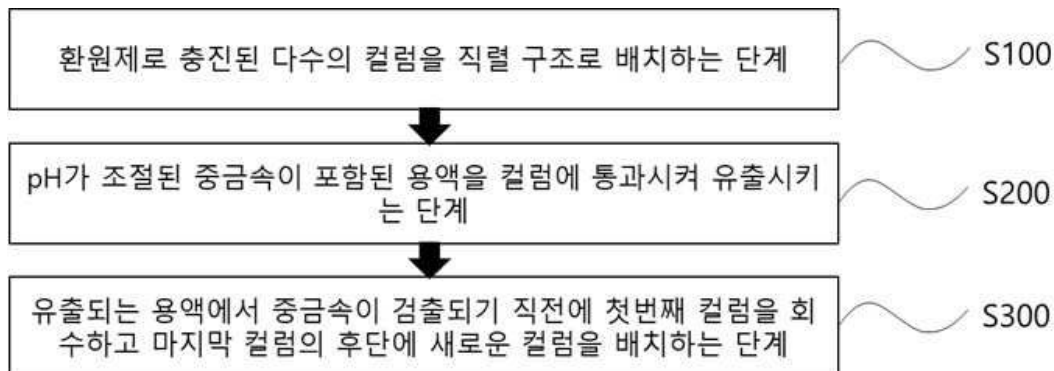 환원제로 충진된 다수의 컬럼을 직렬 구조로 배치하는 단계
S100
pH가 조절된 중금속이 포함된 용액을 컬럼에 통과시켜 유출시키
는 단계
S200
유출되는 용액에서 중금속이 검출되기 직전에 첫번째 컬럼을 회
수하고 마지막 컬럼의 후단에 새로운 컬럼을 배치하는 단계
S300